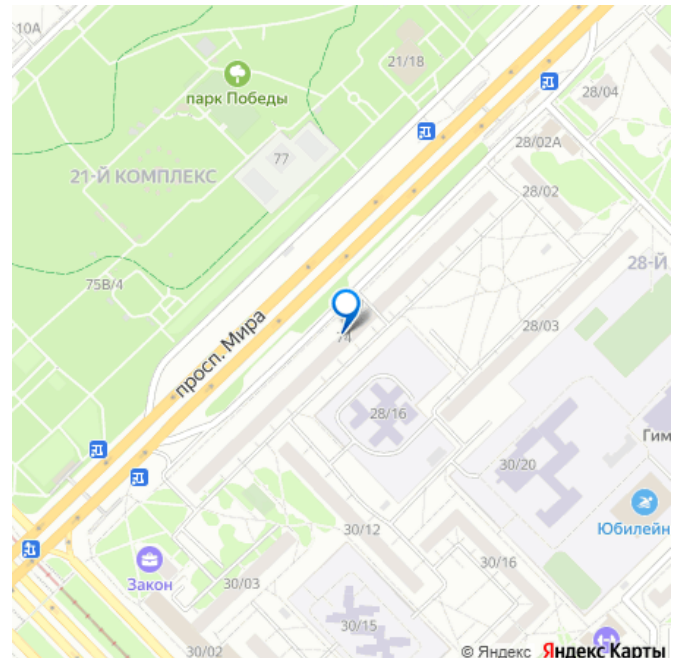 10А
21/18
парк Победы
28/04
77
28/02А
21-Й КОМПЛЕКС
28/02
28-Й
75В/4
просп. Мира
28/03
74
28/16
Гим
30/20
Юбилейн
30/12
30/16
Закон
30/03
30/15
30/02
© Яндекс Яндекс Карты